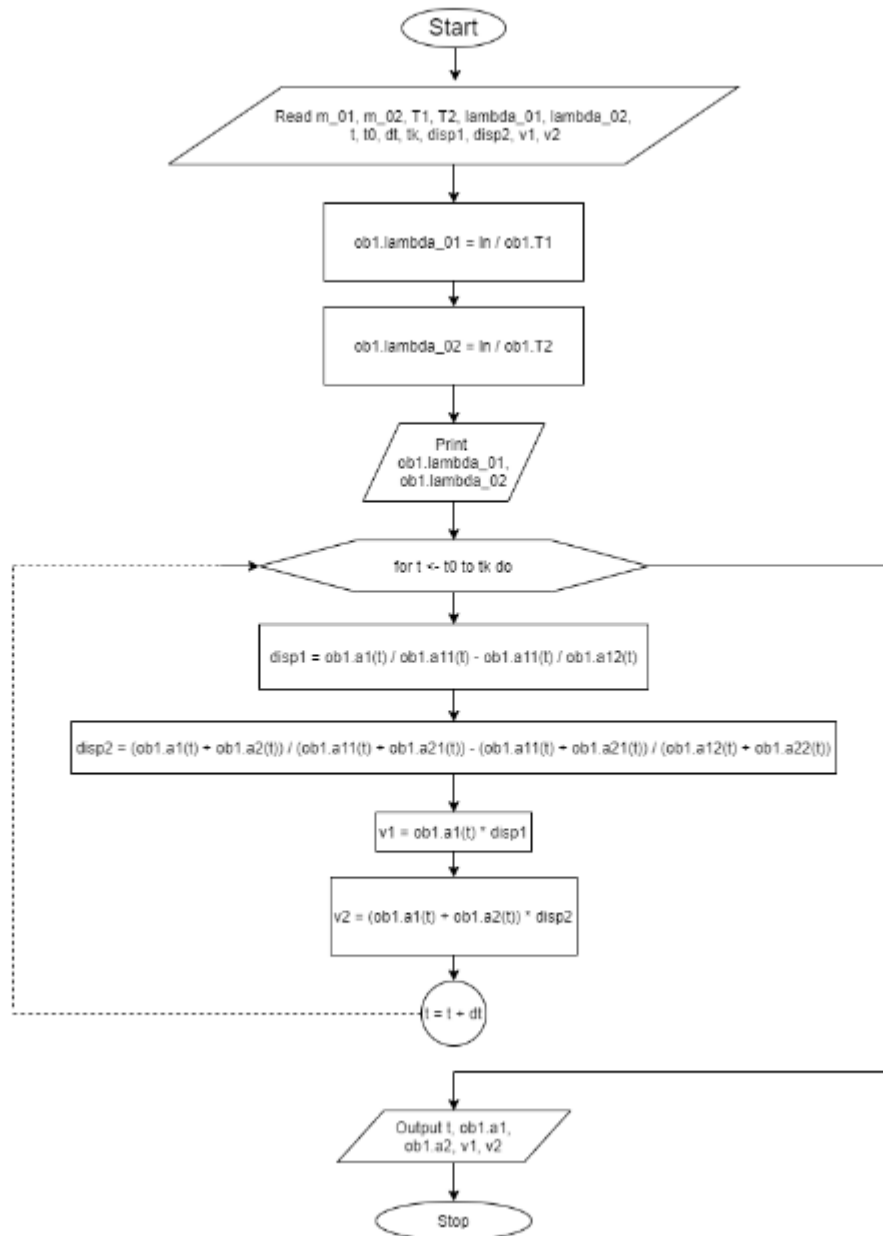 Start
Read m_01, m_02, T1, T2, lambda_01, lambda_02,
t, t0, dt, tk, disp1, disp2, v1, v2
ob1.lambda_01 = ln / ob1.T1
ob1.lambda_02 = ln / ob1.T2
Print
ob1.lambda_01,
ob1.lambda_02
for t <- t0 to tk do
disp1 = ob1.a1(t) / ob1.a11(t) - ob1.a11(t) / ob1.a12(t)
disp2 = (ob1.a1(t) + ob1.a2(t)) / (ob1.a11(t) + ob1.a21(t)) - (ob1.a11(t) + ob1.a21(t)) / (ob1.a12(t) + ob1.a22(t))
v1 = ob1.a1(t) * disp1
v2 = (ob1.a1(t) + ob1.a2(t)) * disp2
t = t + dt
Output t, ob1.a1,
ob1.a2, v1, v2
Stop